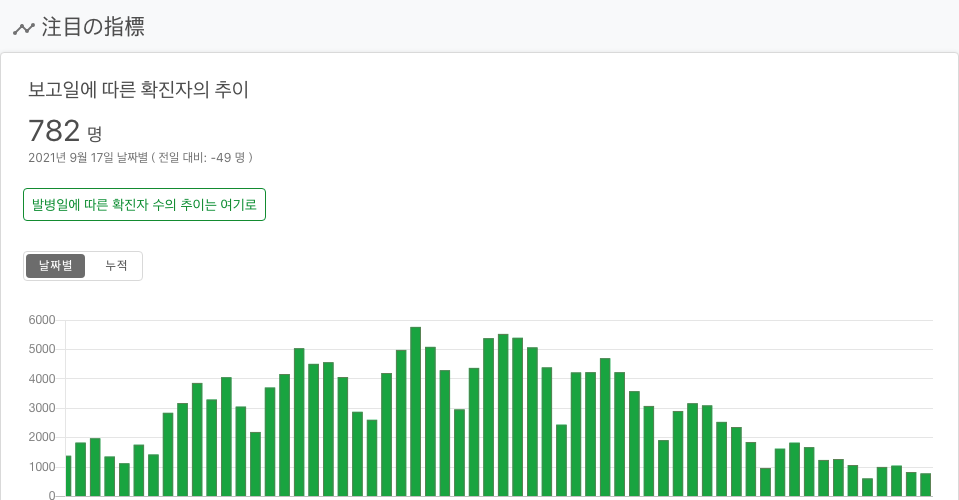 注目の指標
보고일에 따른 확진자의 추이
782 명
2021년 9월 17일 날짜별 ( 전일 대비: -49 명 )
발병일에 따른 확진자 수의 추이는 여기로
날짜별 누적
6000
5000
4000
3000
2000
1000
0